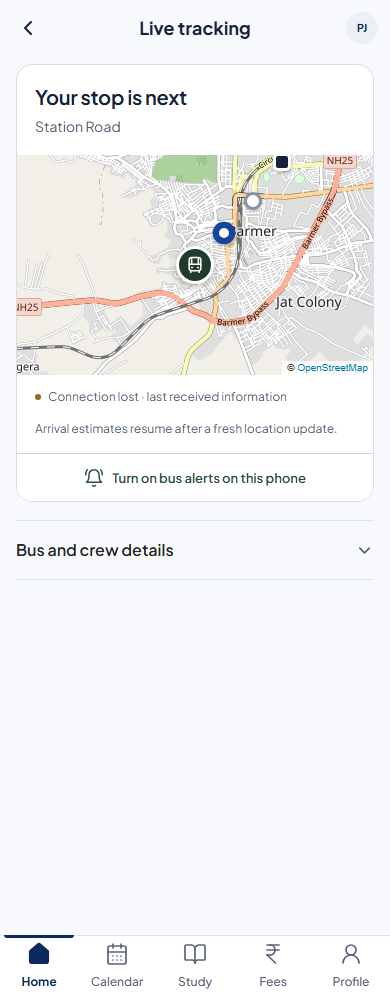 Live tracking
PJ
Your stop is next
Station Road
NH25
Barmer Bypass
armer
Jat Colony
NH25
Barmer Bypass
gera
© OpenStreetMap
Connection lost · last received information
Arrival estimates resume after a fresh location update.
Turn on bus alerts on this phone
Bus and crew details
Home
Calendar
Study
Fees
Profile